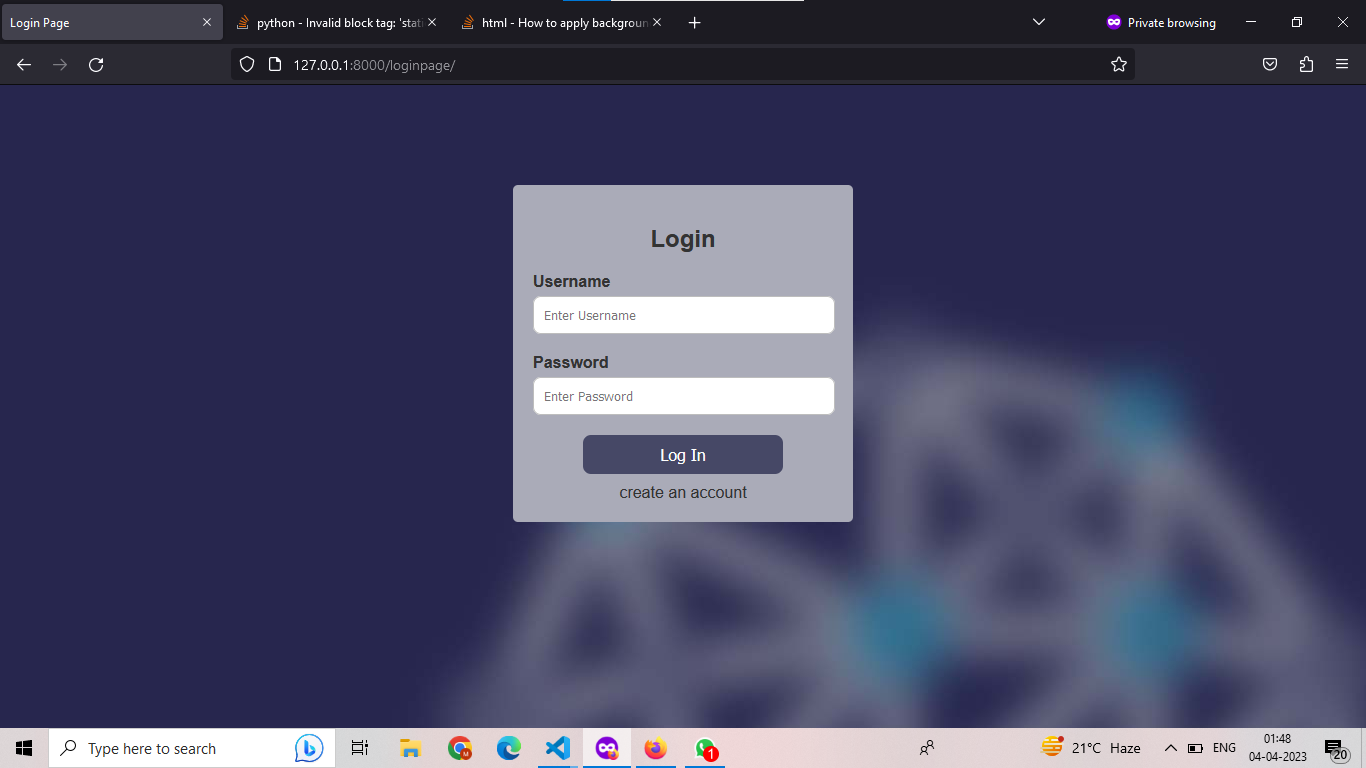 Login Page
python - Invalid block tag: 'stati
html - How to apply backgroun
Private browsing
127.0.0.1:8000/loginpage/
Login
Username
Enter Username
Password
Enter Password
Log In
create an account
Type here to search
M
1
21°C Haze
ENG
01:48
04-04-2023
20